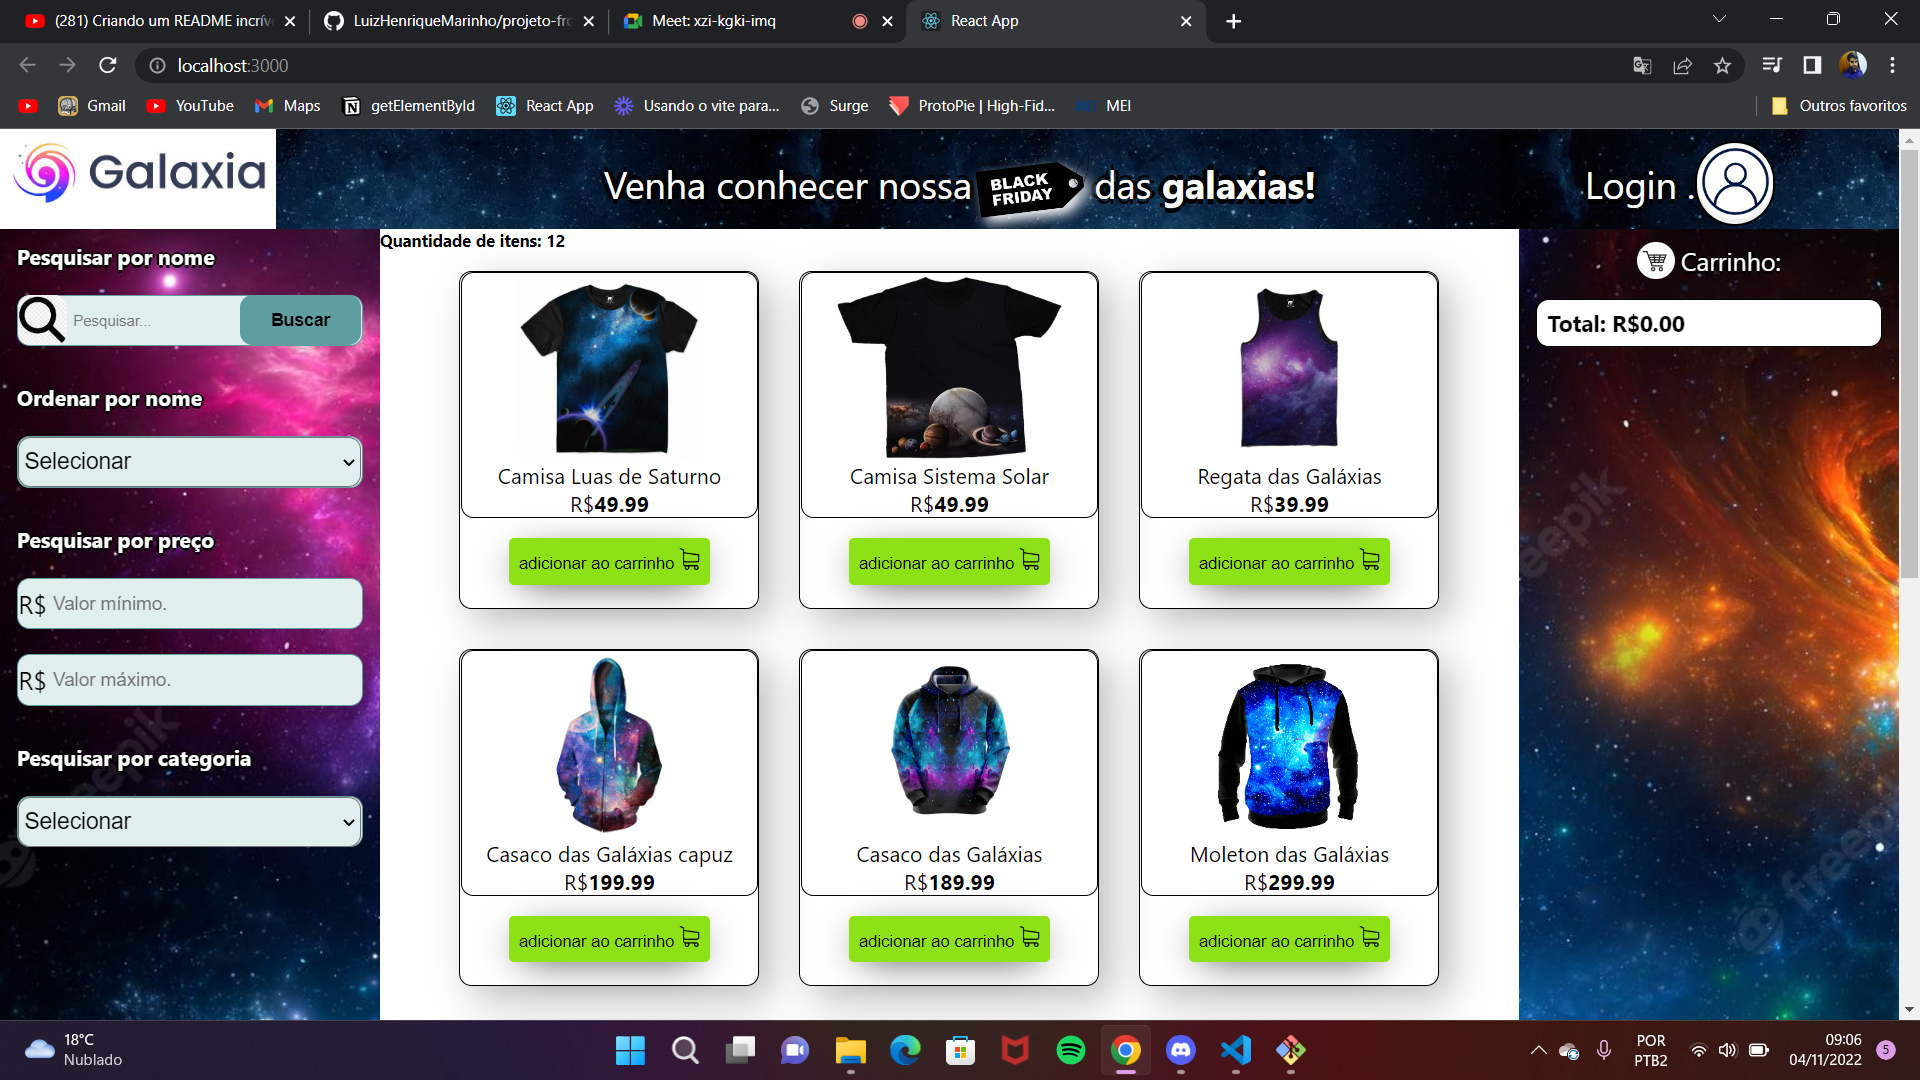 (281) Criando um README incrív
LuizHenriqueMarinho/projeto-fro
Meet: xzi-kgki-imq
React App
localhost:3000
Gmail
YouTube
Maps
getElementById
React App
Usando o vite para...
Surge
ProtoPie | High-Fid...
MEI
Outros favoritos
Galaxia
Venha conhecer nossa BLACK FRIDAY das galaxias!
Login .
Pesquisar por nome
Pesquisar...
Buscar
Ordenar por nome
Selecionar
Pesquisar por preço
R$ Valor mínimo.
R$ Valor máximo.
Pesquisar por categoria
Selecionar
Quantidade de itens: 12
Camisa Luas de Saturno
R$49.99
adicionar ao carrinho
Camisa Sistema Solar
R$49.99
adicionar ao carrinho
Regata das Galáxias
R$39.99
adicionar ao carrinho
Casaco das Galáxias capuz
R$199.99
adicionar ao carrinho
Casaco das Galáxias
R$189.99
adicionar ao carrinho
Moleton das Galáxias
R$299.99
adicionar ao carrinho
Carrinho:
Total: R$0.00
freepik
18°C
Nublado
POR
PTB2
09:06
04/11/2022
5